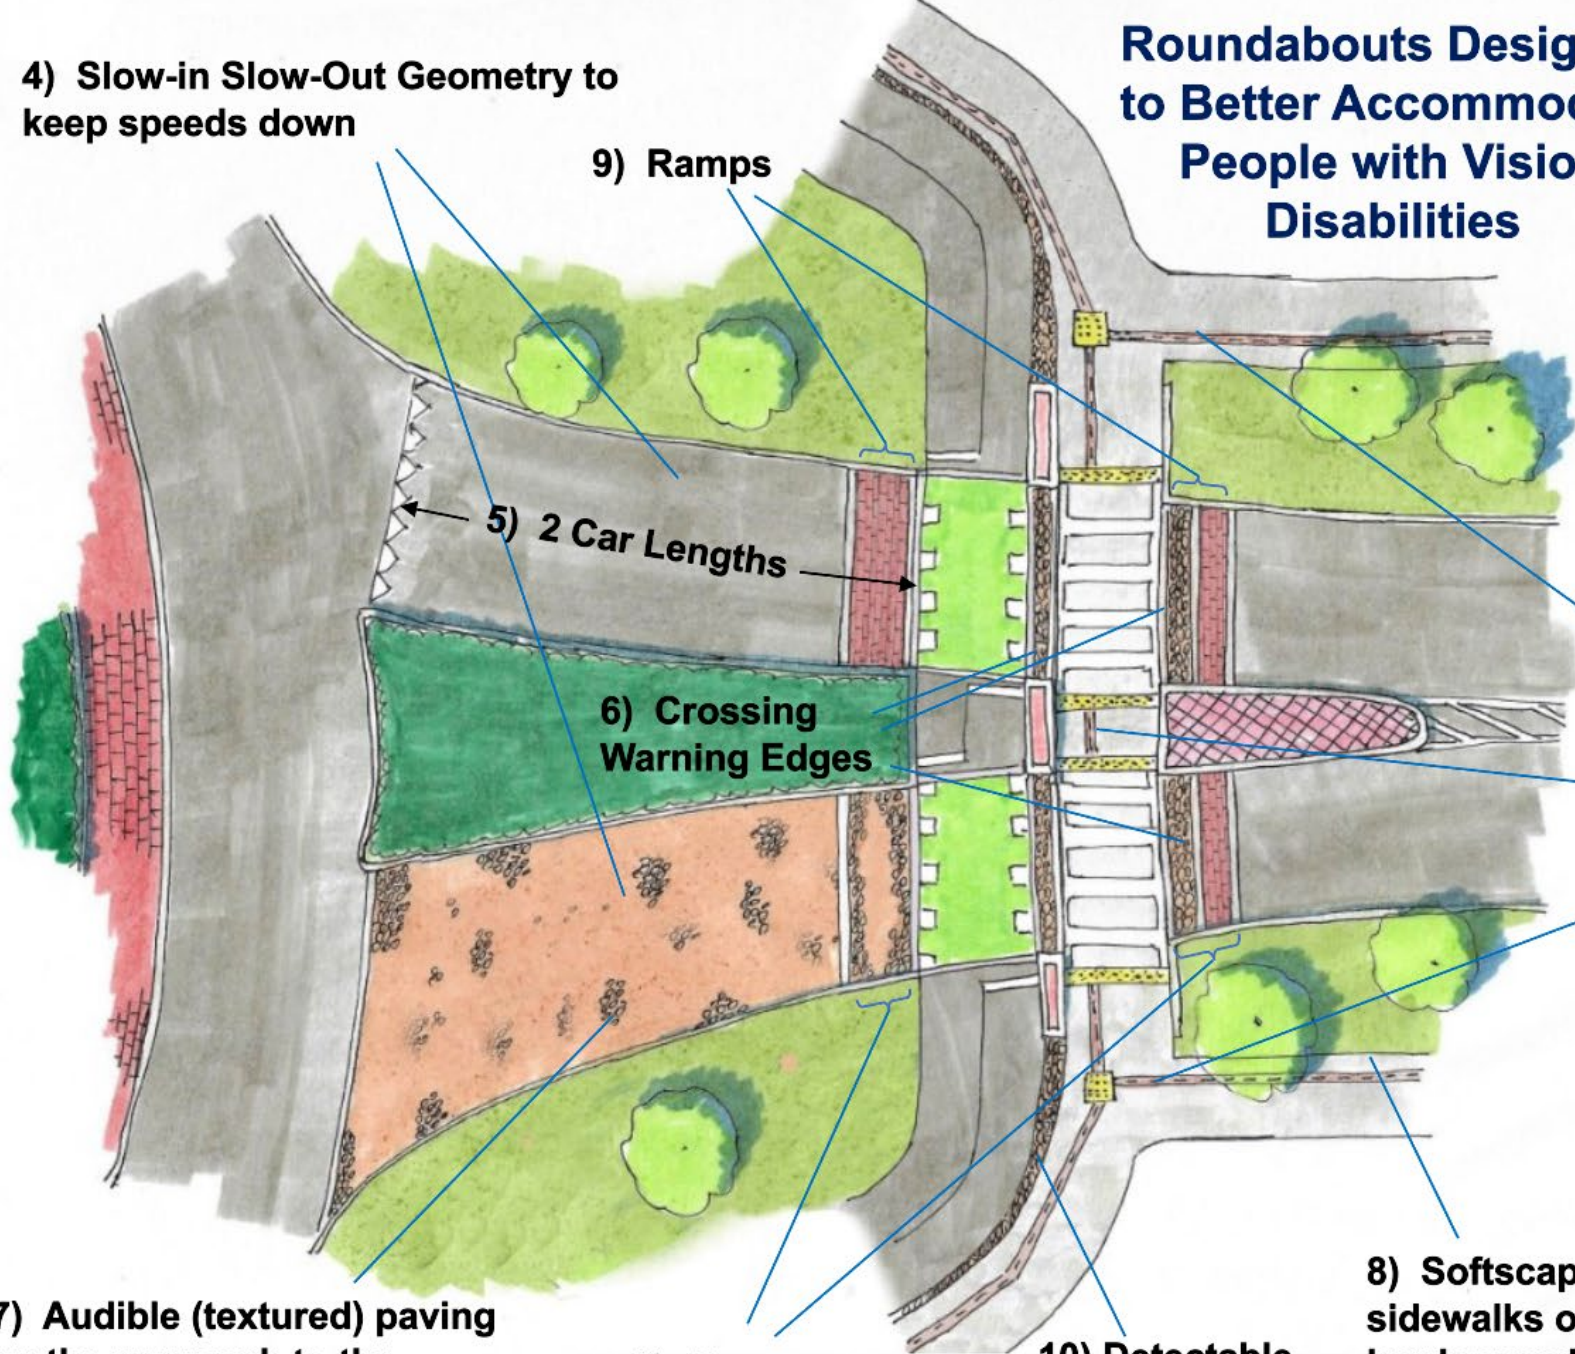 Roundabouts Desig
to Better Accommo
People with Visio
Disabilities
4) Slow-in Slow-Out Geometry to
keep speeds down
9) Ramps
5) 2 Car Lengths
6) Crossing
Warning Edges
7) Audible (textured) paving
8) Softscap
sidewalks o
10) Detectable